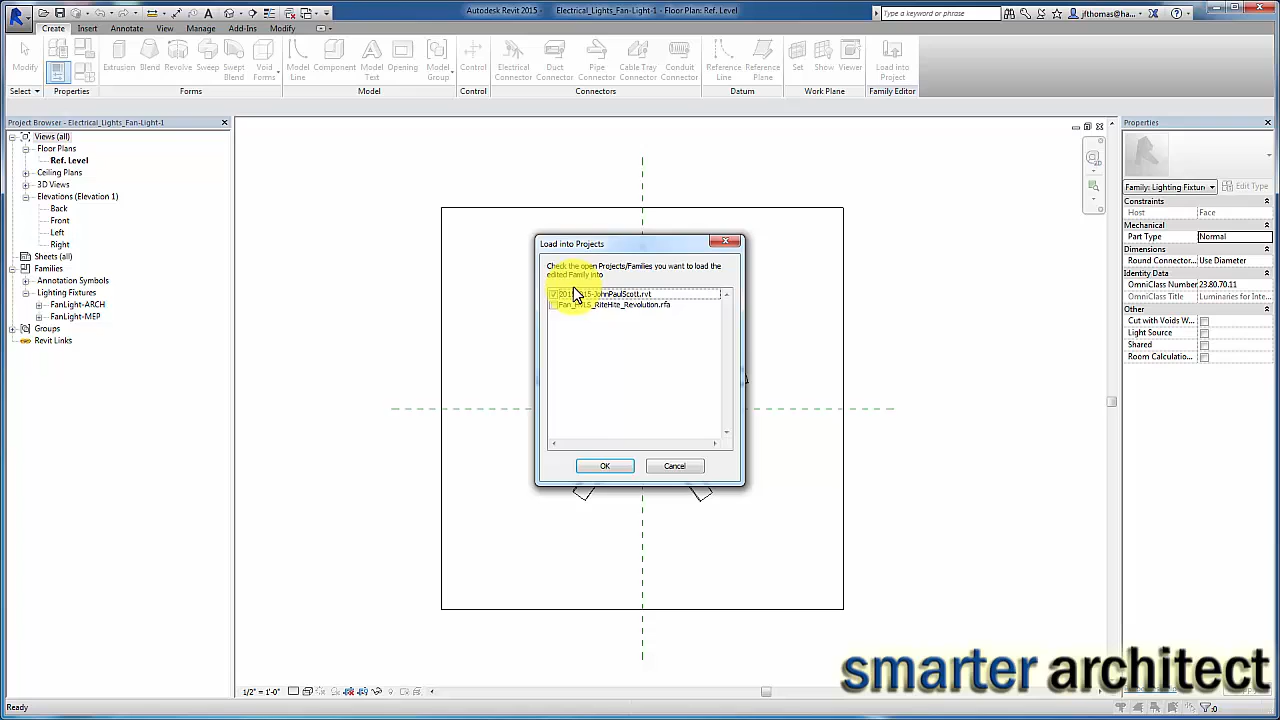 Autodesk Revit 2015 - Electrical_Lights_Fan-Light-1 - Floor Plan: Ref. Level
Type a keyword or phrase
jfthomas@ha...
Create Insert Annotate View Manage Add-Ins Modify
Modify
Extrusion Blend Revolve Sweep Swept Blend Void Forms
Model Line Component Model Text Opening Model Group
Control
Electrical Connector Duct Connector Pipe Connector Cable Tray Connector Conduit Connector
Reference Line Reference Plane
Set Show Viewer
Load into Project
Select Properties Forms Model Control Connectors Datum Work Plane Family Editor
Project Browser - Electrical_Lights_Fan-Light-1
Views (all)
Floor Plans
Ref. Level
Ceiling Plans
3D Views
Elevations (Elevation 1)
Back
Front
Left
Right
Sheets (all)
Families
Annotation Symbols
Lighting Fixtures
FanLight-ARCH
FanLight-MEP
Groups
Revit Links
Load into Projects
Check the open Projects/Families you want to load the
edited Family into
JohnPaulScott.rvt
RiteHite_Revolution.rfa
OK Cancel
Properties
Family: Lighting Fixtun
Edit Type
Constraints
Host Face
Mechanical
Part Type Normal
Dimensions
Round Connector... Use Diameter
Identity Data
OmniClass Number 23.80.70.11
OmniClass Title Luminaries for Inte...
Other
Cut with Voids W...
Light Source
Shared
Room Calculatio...
smarter architect
1/2" = 1'-0"
Ready
:0